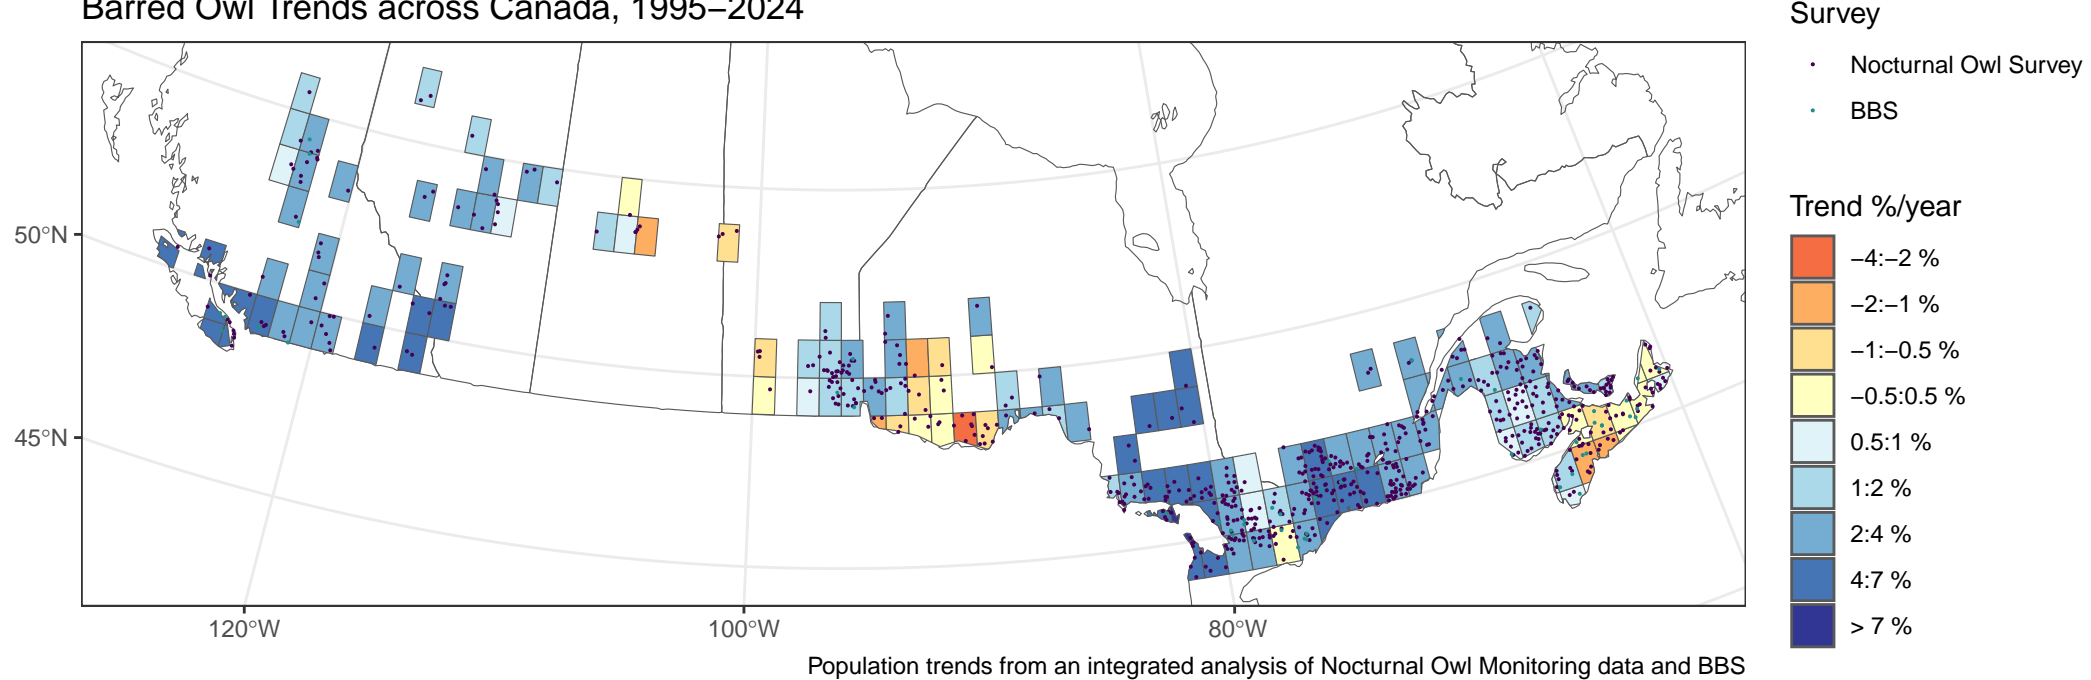 Barred Owl Trends across Canada, 1995–2024
Survey
Nocturnal Owl Survey
BBS
Trend %/year
−4:−2 %
−2:−1 %
−1:−0.5 %
−0.5:0.5 %
0.5:1 %
1:2 %
2:4 %
4:7 %
> 7 %
50°N
45°N
120°W
100°W
80°W
Population trends from an integrated analysis of Nocturnal Owl Monitoring data and BBS